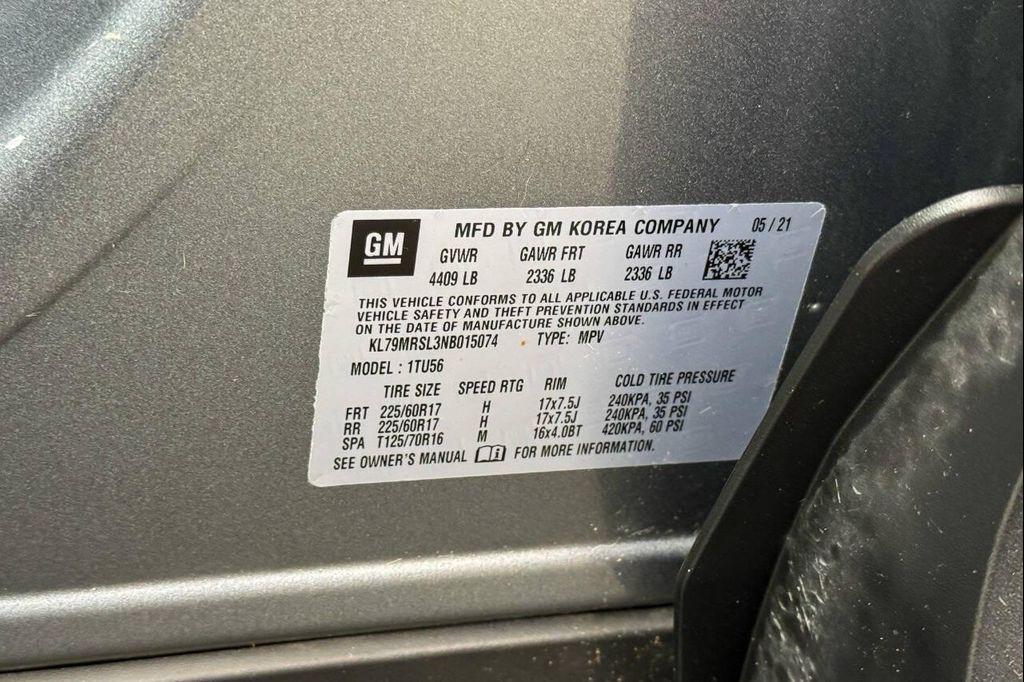 GM MFD BY GM KOREA COMPANY 05 / 21
GVWR GAWR FRT GAWR RR
4409 LB 2336 LB 2336 LB
THIS VEHICLE CONFORMS TO ALL APPLICABLE U.S. FEDERAL MOTOR
VEHICLE SAFETY AND THEFT PREVENTION STANDARDS IN EFFECT
ON THE DATE OF MANUFACTURE SHOWN ABOVE.
KL79MRSL3NB015074 TYPE: MPV
MODEL : 1TU56
TIRE SIZE SPEED RTG RIM COLD TIRE PRESSURE
FRT 225/60R17 H 17x7.5J 240KPA, 35 PSI
RR 225/60R17 H 17x7.5J 240KPA, 35 PSI
SPA T125/70R16 M 16x4.0BT 420KPA, 60 PSI
SEE OWNER'S MANUAL FOR MORE INFORMATION.